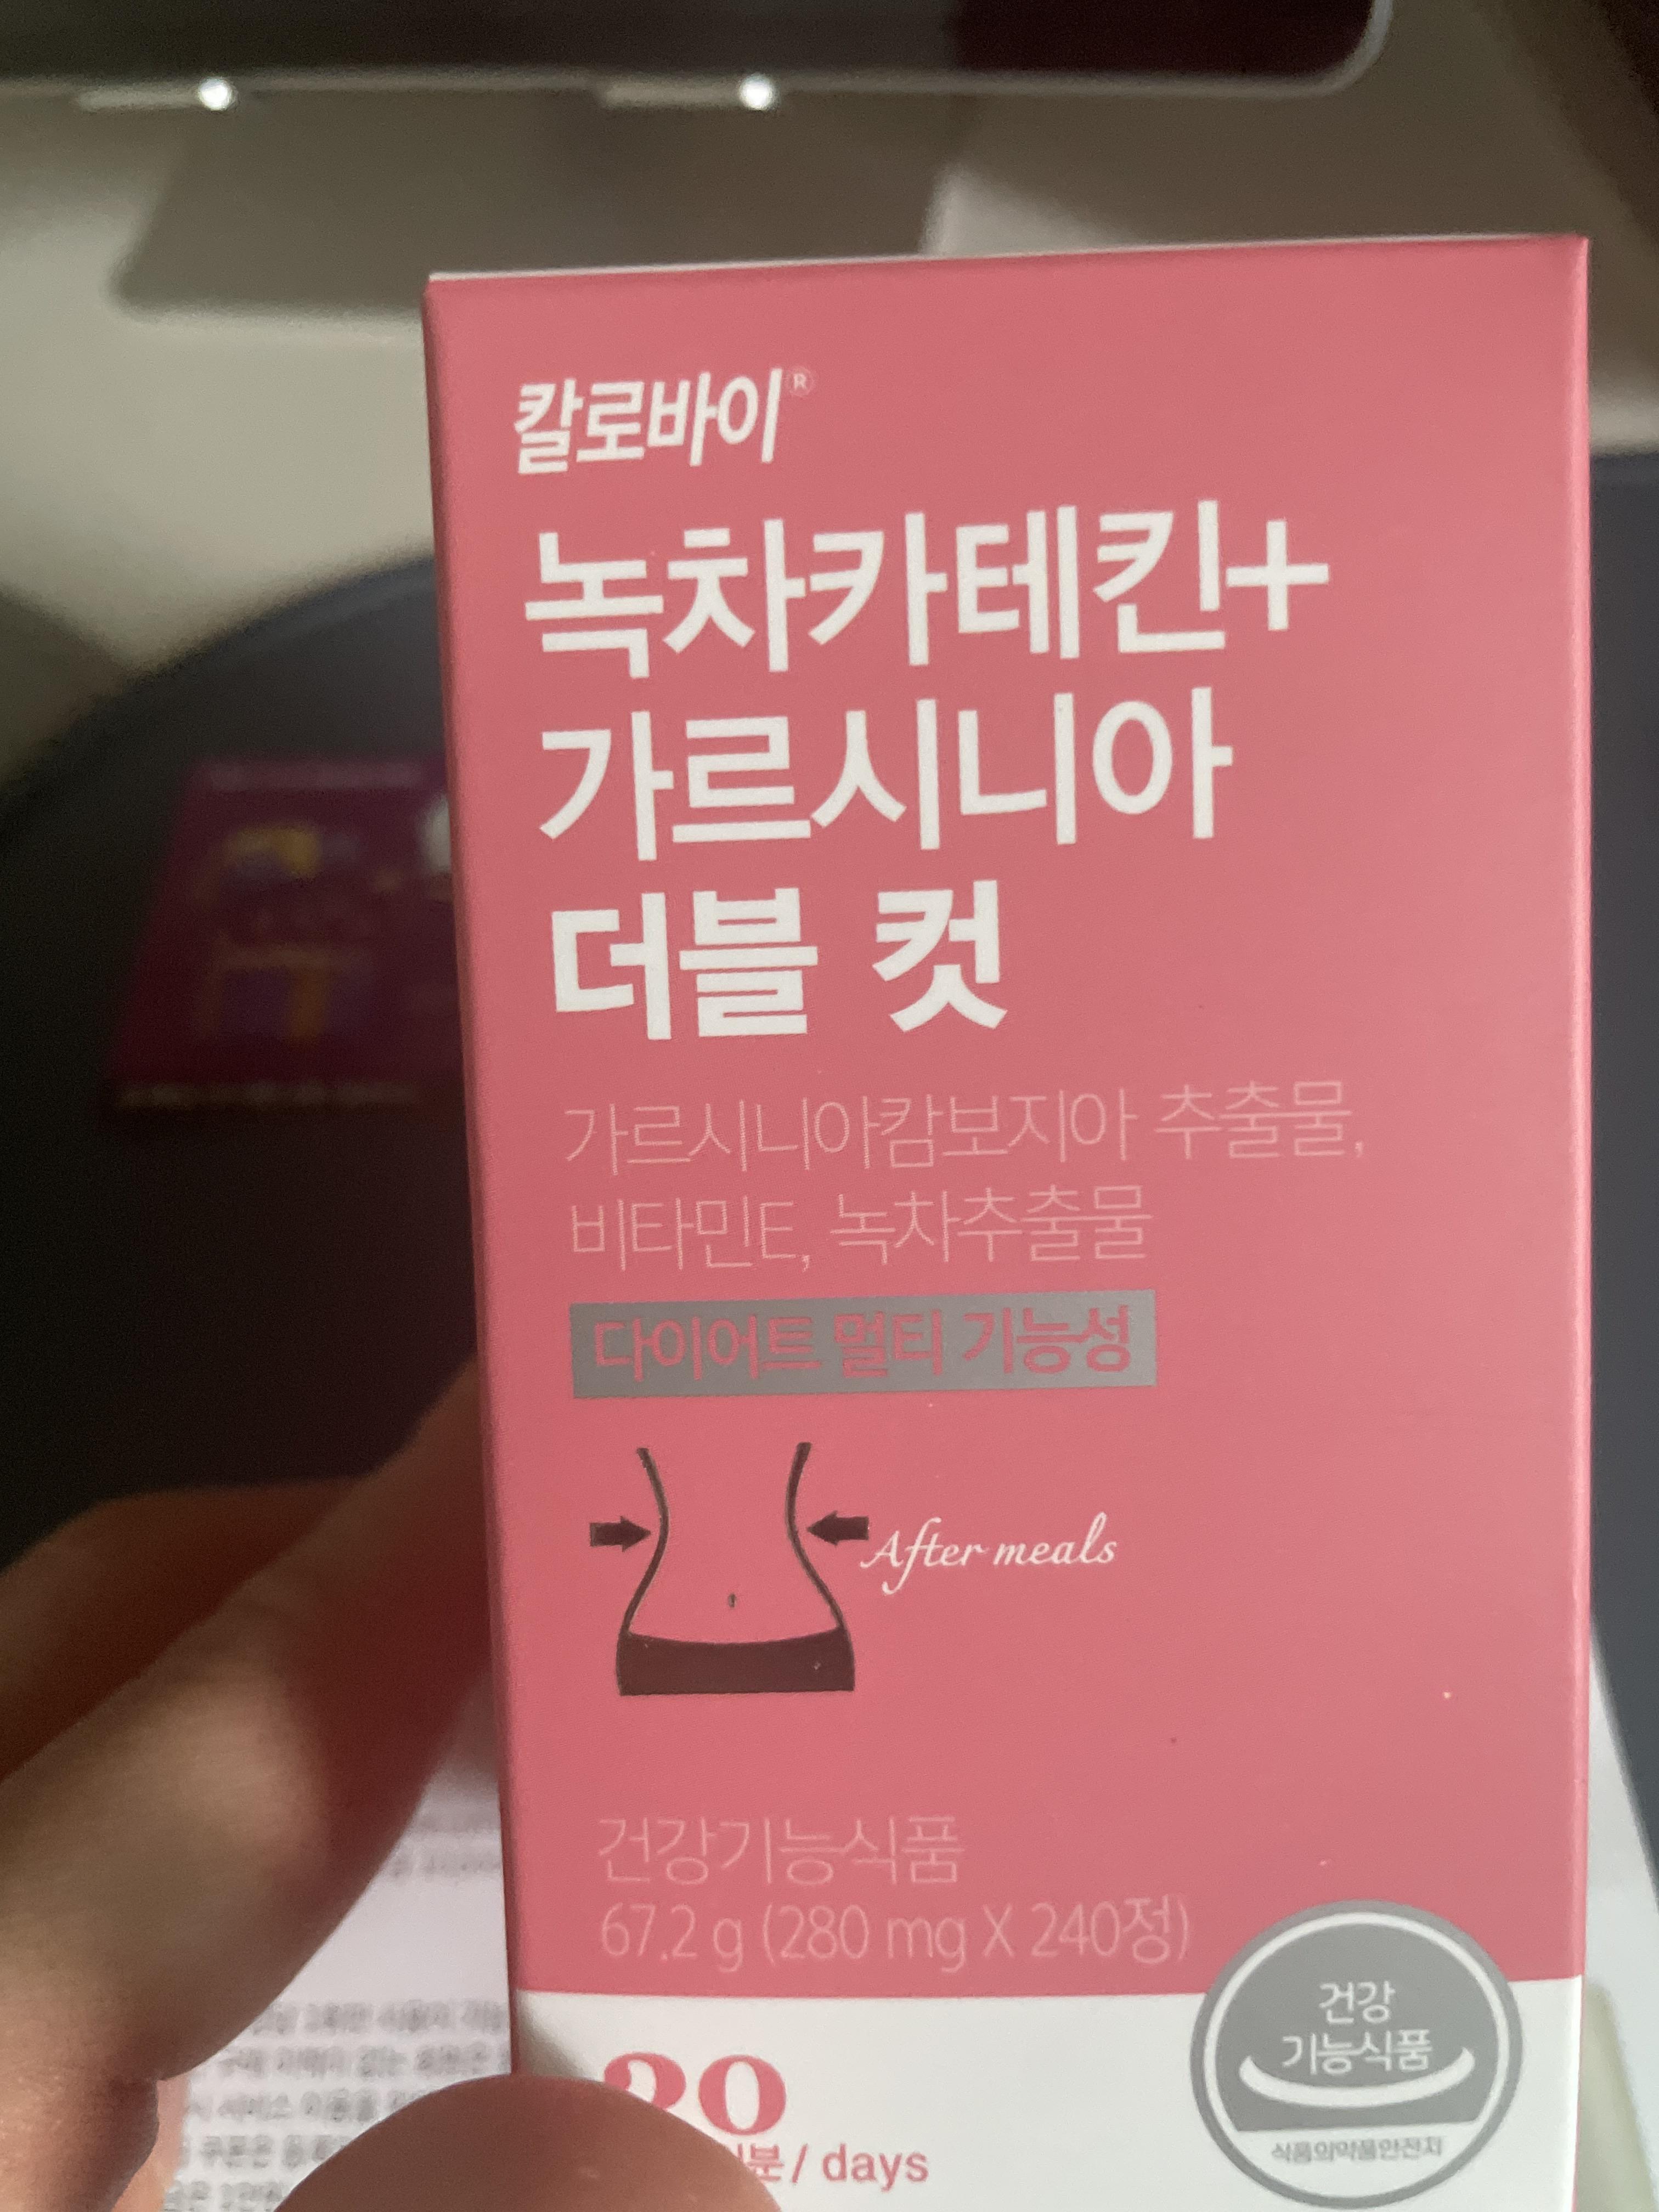 칼로바이®
녹차카테킨+
가르시니아
더블 컷
가르시니아캄보지아 추출물,
비타민E, 녹차추출물
다이어트 멀티 기능성
After meals
건강기능식품
67.2 g (280 mg X 240정)
건강
기능식품
식품의약품안전처
20
/ days